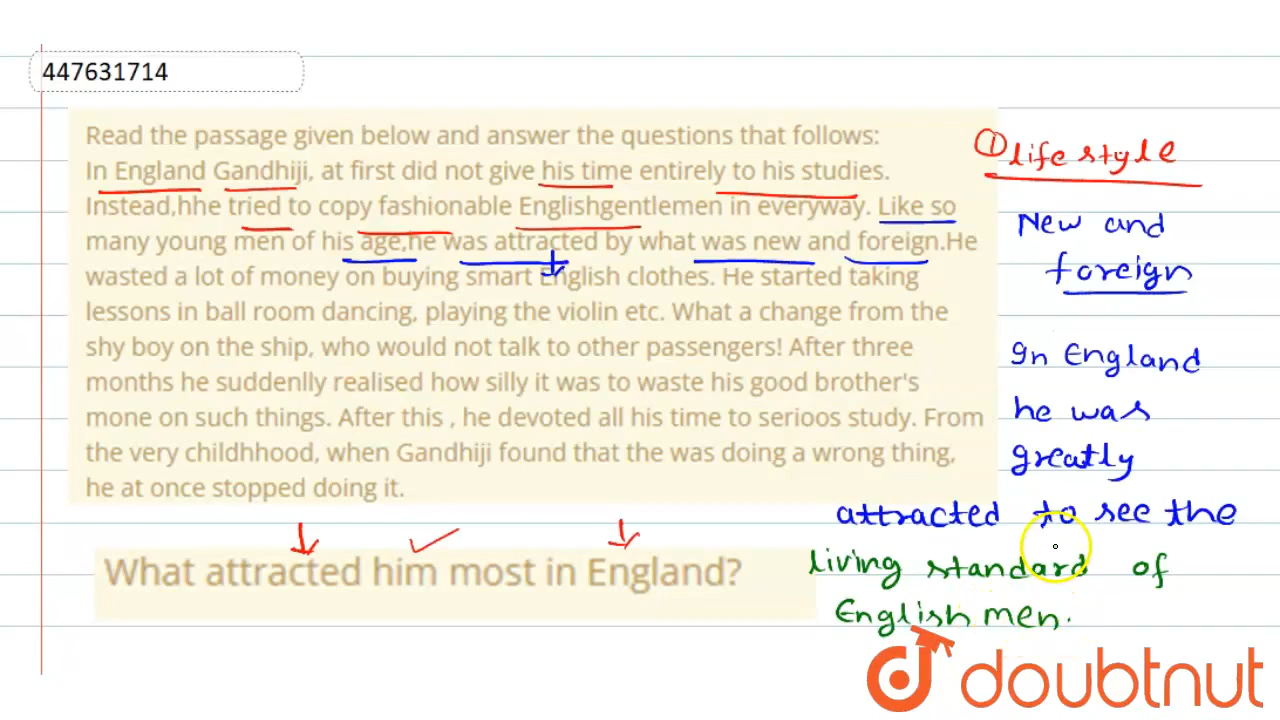 447631714
Read the passage given below and answer the questions that follows:
In England Gandhiji, at first did not give his time entirely to his studies.
Instead,hhe tried to copy fashionable Englishgentlemen in everyway. Like so
many young men of his age,he was attracted by what was new and foreign.He
wasted a lot of money on buying smart English clothes. He started taking
lessons in ball room dancing, playing the violin etc. What a change from the
shy boy on the ship, who would not talk to other passengers! After three
months he suddenlly realised how silly it was to waste his good brother's
mone on such things. After this , he devoted all his time to serioos study. From
the very childhhood, when Gandhiji found that the was doing a wrong thing,
he at once stopped doing it.
What attracted him most in England?
① life style
New and
foreign
In England
he was
greatly
attracted to see the
living standard of
English men.
doubtnut